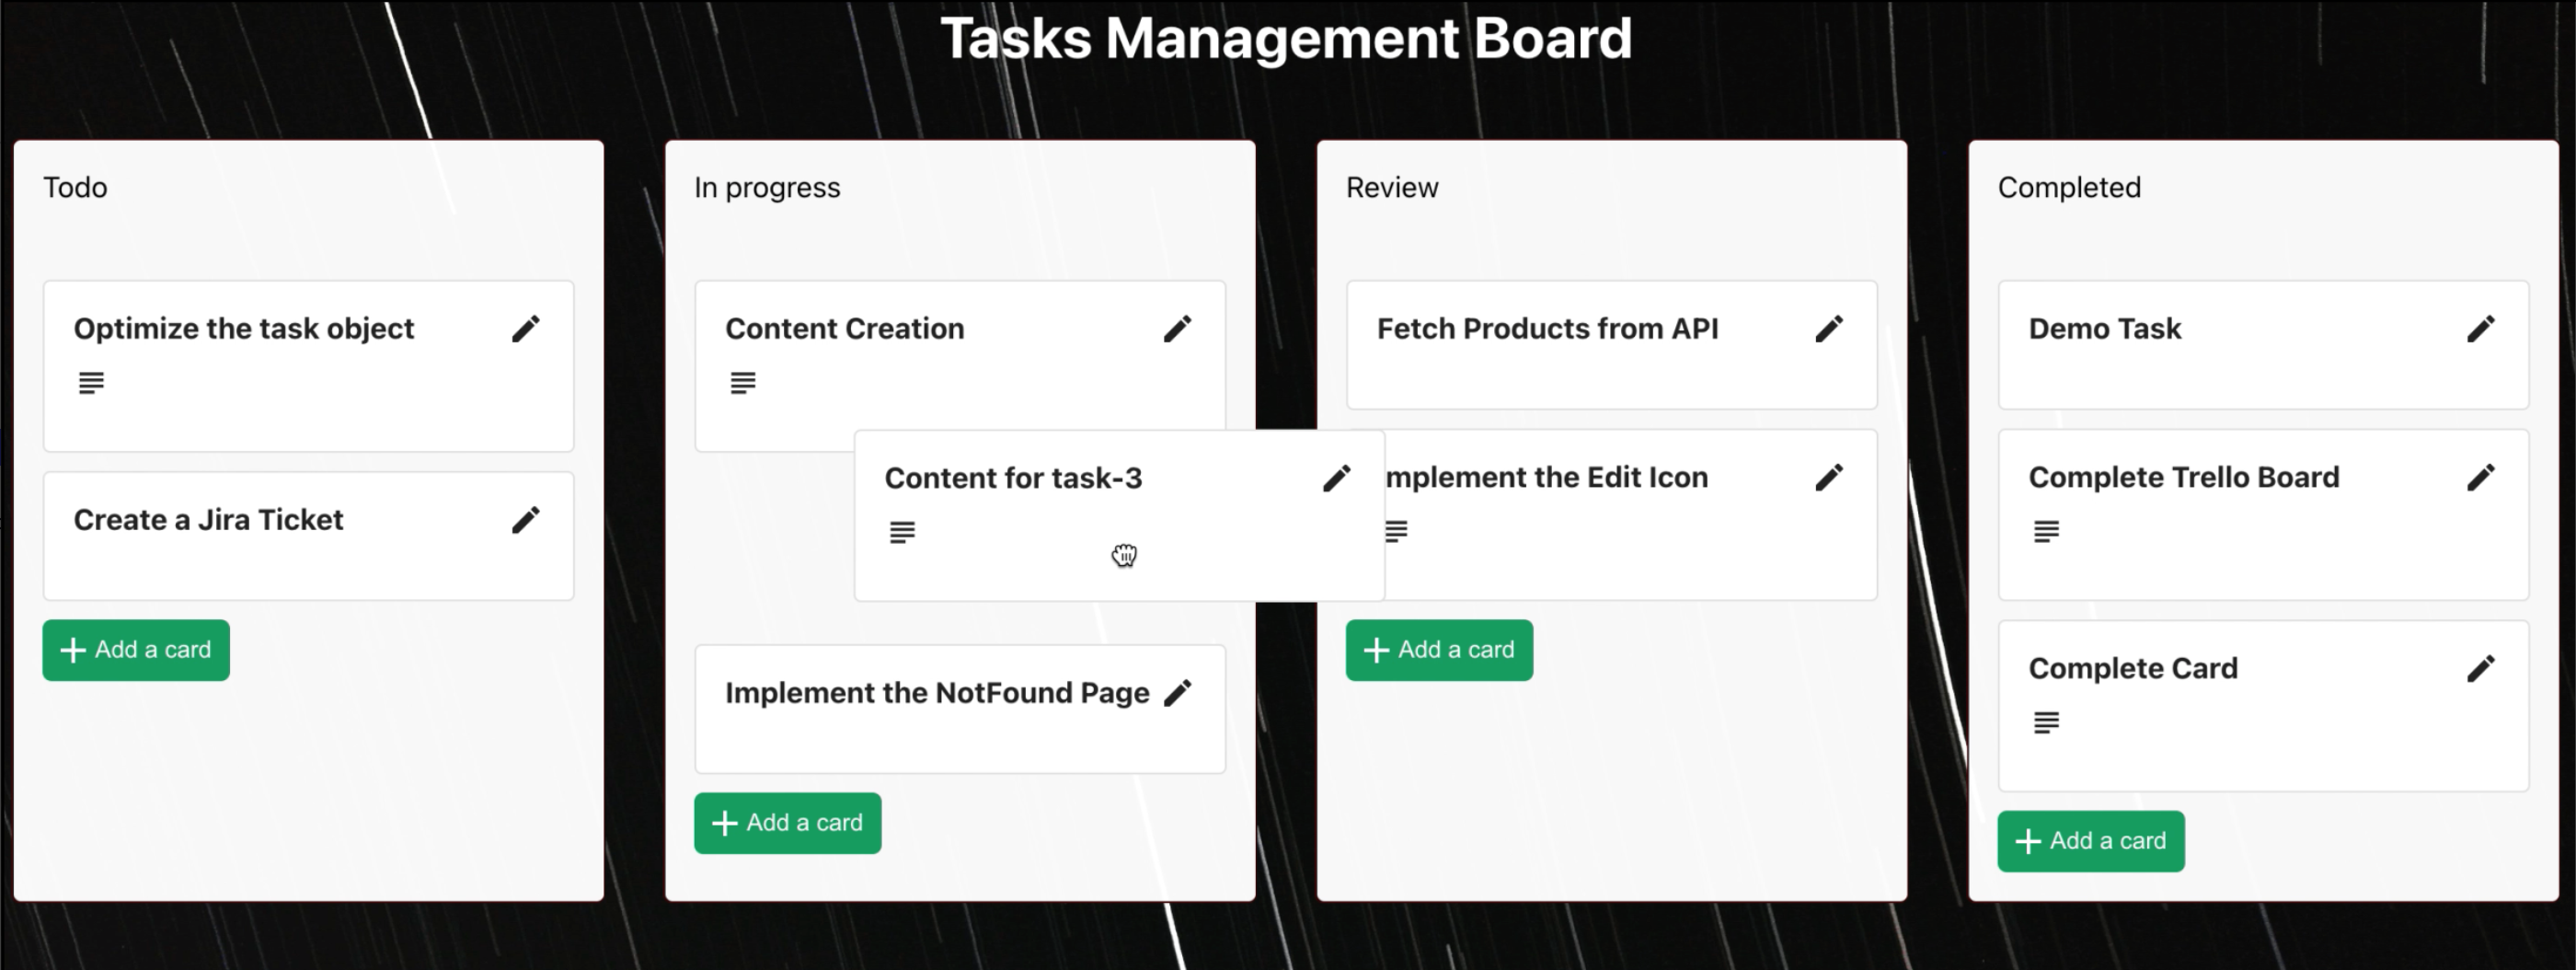 Tasks Management Board
Todo
Optimize the task object
Create a Jira Ticket
Add a card
In progress
Content Creation
Content for task-3
Implement the NotFound Page
Add a card
Review
Fetch Products from API
mplement the Edit Icon
Add a card
Completed
Demo Task
Complete Trello Board
Complete Card
Add a card